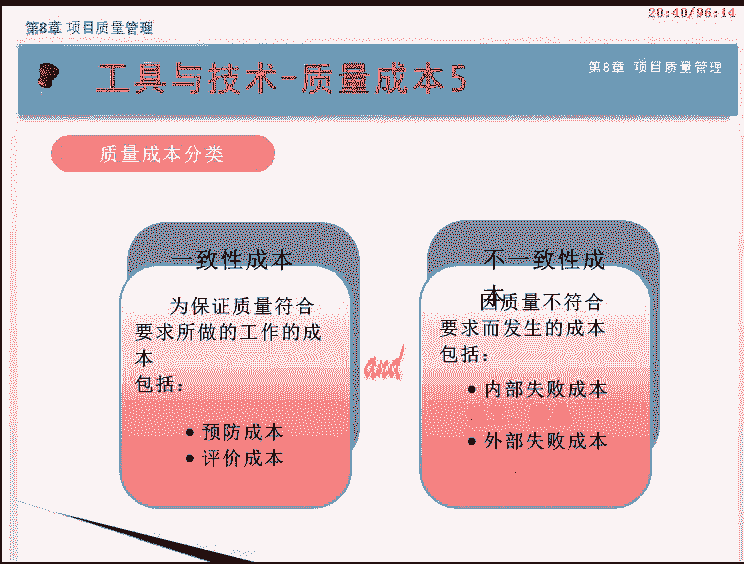 20:40/96:14
第8章 项目质量管理
工具与技术-质量成本5
第8章 项目质量管理
质量成本分类
一致性成本
为保证质量符合
要求所做的工作的成
本
包括：
预防成本
评价成本
and
不一致性成
本
因质量不符合
要求而发生的成本
包括：
内部失败成本
外部失败成本